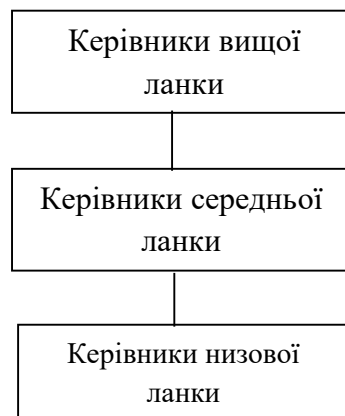 Керівники вищої
ланки
Керівники середньої
ланки
Керівники низової
ланки